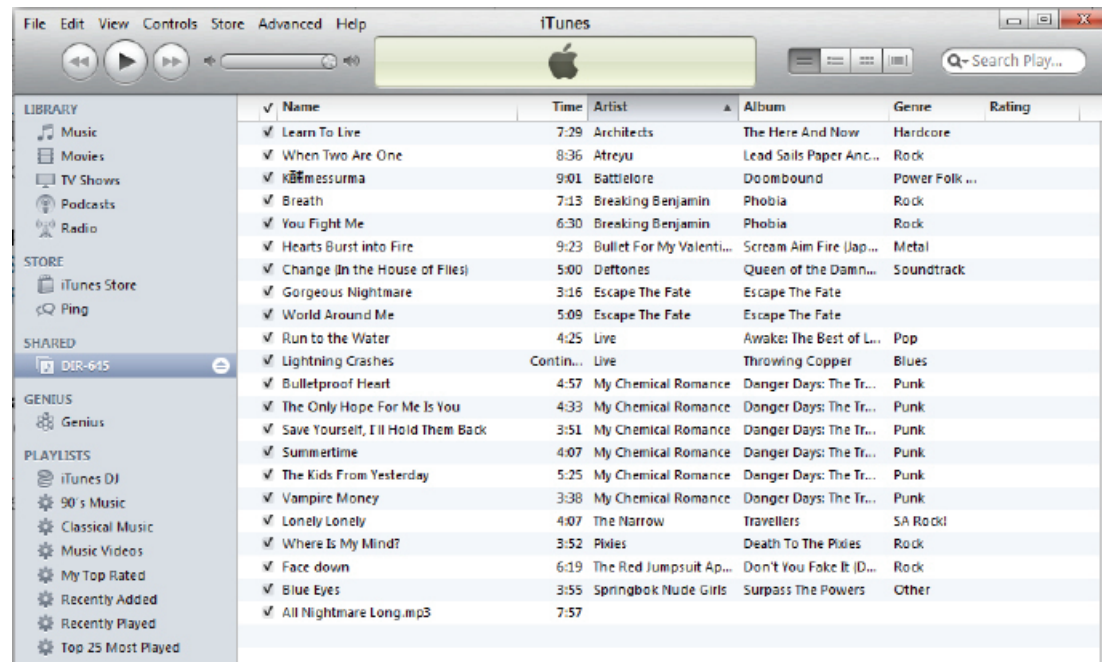 File Edit View Controls Store Advanced Help iTunes
Search Play...
LIBRARY
Music
Movies
TV Shows
Podcasts
Radio
STORE
iTunes Store
Ping
SHARED
DIR-615
GENIUS
Genius
PLAYLISTS
iTunes DJ
90's Music
Classical Music
Music Videos
My Top Rated
Recently Added
Recently Played
Top 25 Most Played
Name Time Artist Album Genre Rating
Learn To Live 7:29 Architects The Here And Now Hardcore
When Two Are One 8:36 Atreyu Lead Sails Paper Anc... Rock
9:01 Battlelore Doombound Power Folk ...
Breath 7:13 Breaking Benjamin Phobia Rock
You Fight Me 6:30 Breaking Benjamin Phobia Rock
Hearts Burst into Fire 9:23 Bullet For My Valenti... Scream Aim Fire (Jap... Metal
Change (In the House of Flies) 5:00 Deftones Queen of the Damn... Soundtrack
Gorgeous Nightmare 3:16 Escape The Fate Escape The Fate
World Around Me 5:09 Escape The Fate Escape The Fate
Run to the Water 4:25 Live Awake: The Best of L... Pop
Lightning Crashes Contin... Live Throwing Copper Blues
Bulletproof Heart 4:57 My Chemical Romance Danger Days: The Tr... Punk
The Only Hope For Me Is You 4:33 My Chemical Romance Danger Days: The Tr... Punk
Save Yourself, I'll Hold Them Back 3:51 My Chemical Romance Danger Days: The Tr... Punk
Summertime 4:07 My Chemical Romance Danger Days: The Tr... Punk
The Kids From Yesterday 5:25 My Chemical Romance Danger Days: The Tr... Punk
Vampire Money 3:38 My Chemical Romance Danger Days: The Tr... Punk
Lonely Lonely 4:07 The Narrow Travellers SA Rock!
Where Is My Mind? 3:52 Pixies Death To The Pixies Rock
Face down 6:19 The Red Jumpsuit Ap... Don't You Fake It (D... Rock
Blue Eyes 3:55 Springbok Nude Girls Surpass The Powers Other
All Nightmare Long.mp3 7:57